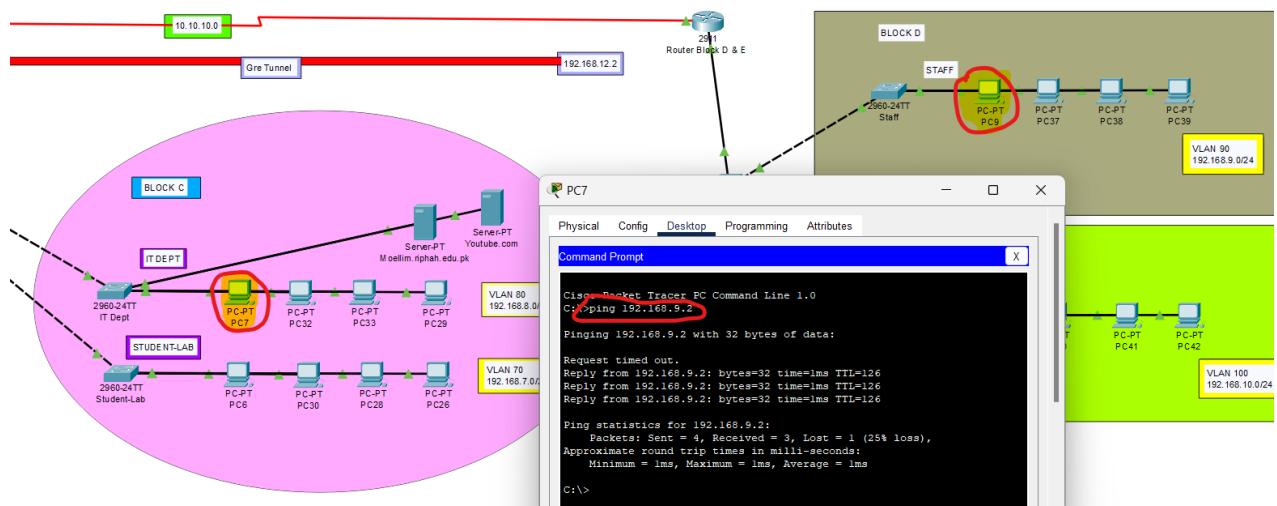 10.10.10.0
2911
Router Block D & E
Gre Tunnel
192.168.12.2
BLOCK D
STAFF
2960-24TT
Staff
PC-PT
PC9
PC-PT
PC37
PC-PT
PC38
PC-PT
PC39
VLAN 90
192.168.9.0/24
BLOCK C
Server-PT
Moellim.riphah.edu.pk
Server-PT
Youtube.com
IT DEPT
2960-24TT
IT Dept
PC-PT
PC7
PC-PT
PC32
PC-PT
PC33
PC-PT
PC29
VLAN 80
192.168.8.0/
STUDENT-LAB
2960-24TT
Student-Lab
PC-PT
PC6
PC-PT
PC30
PC-PT
PC28
PC-PT
PC26
VLAN 70
192.168.7.0/
PC7
Physical Config Desktop Programming Attributes
Command Prompt
X
Cisco Packet Tracer PC Command Line 1.0
C:\>ping 192.168.9.2
Pinging 192.168.9.2 with 32 bytes of data:
Request timed out.
Reply from 192.168.9.2: bytes=32 time=1ms TTL=126
Reply from 192.168.9.2: bytes=32 time=1ms TTL=126
Reply from 192.168.9.2: bytes=32 time=1ms TTL=126
Ping statistics for 192.168.9.2:
Packets: Sent = 4, Received = 3, Lost = 1 (25% loss),
Approximate round trip times in milli-seconds:
Minimum = 1ms, Maximum = 1ms, Average = 1ms
C:\>
PC-PT
PC41
PC-PT
PC42
VLAN 100
192.168.10.0/24